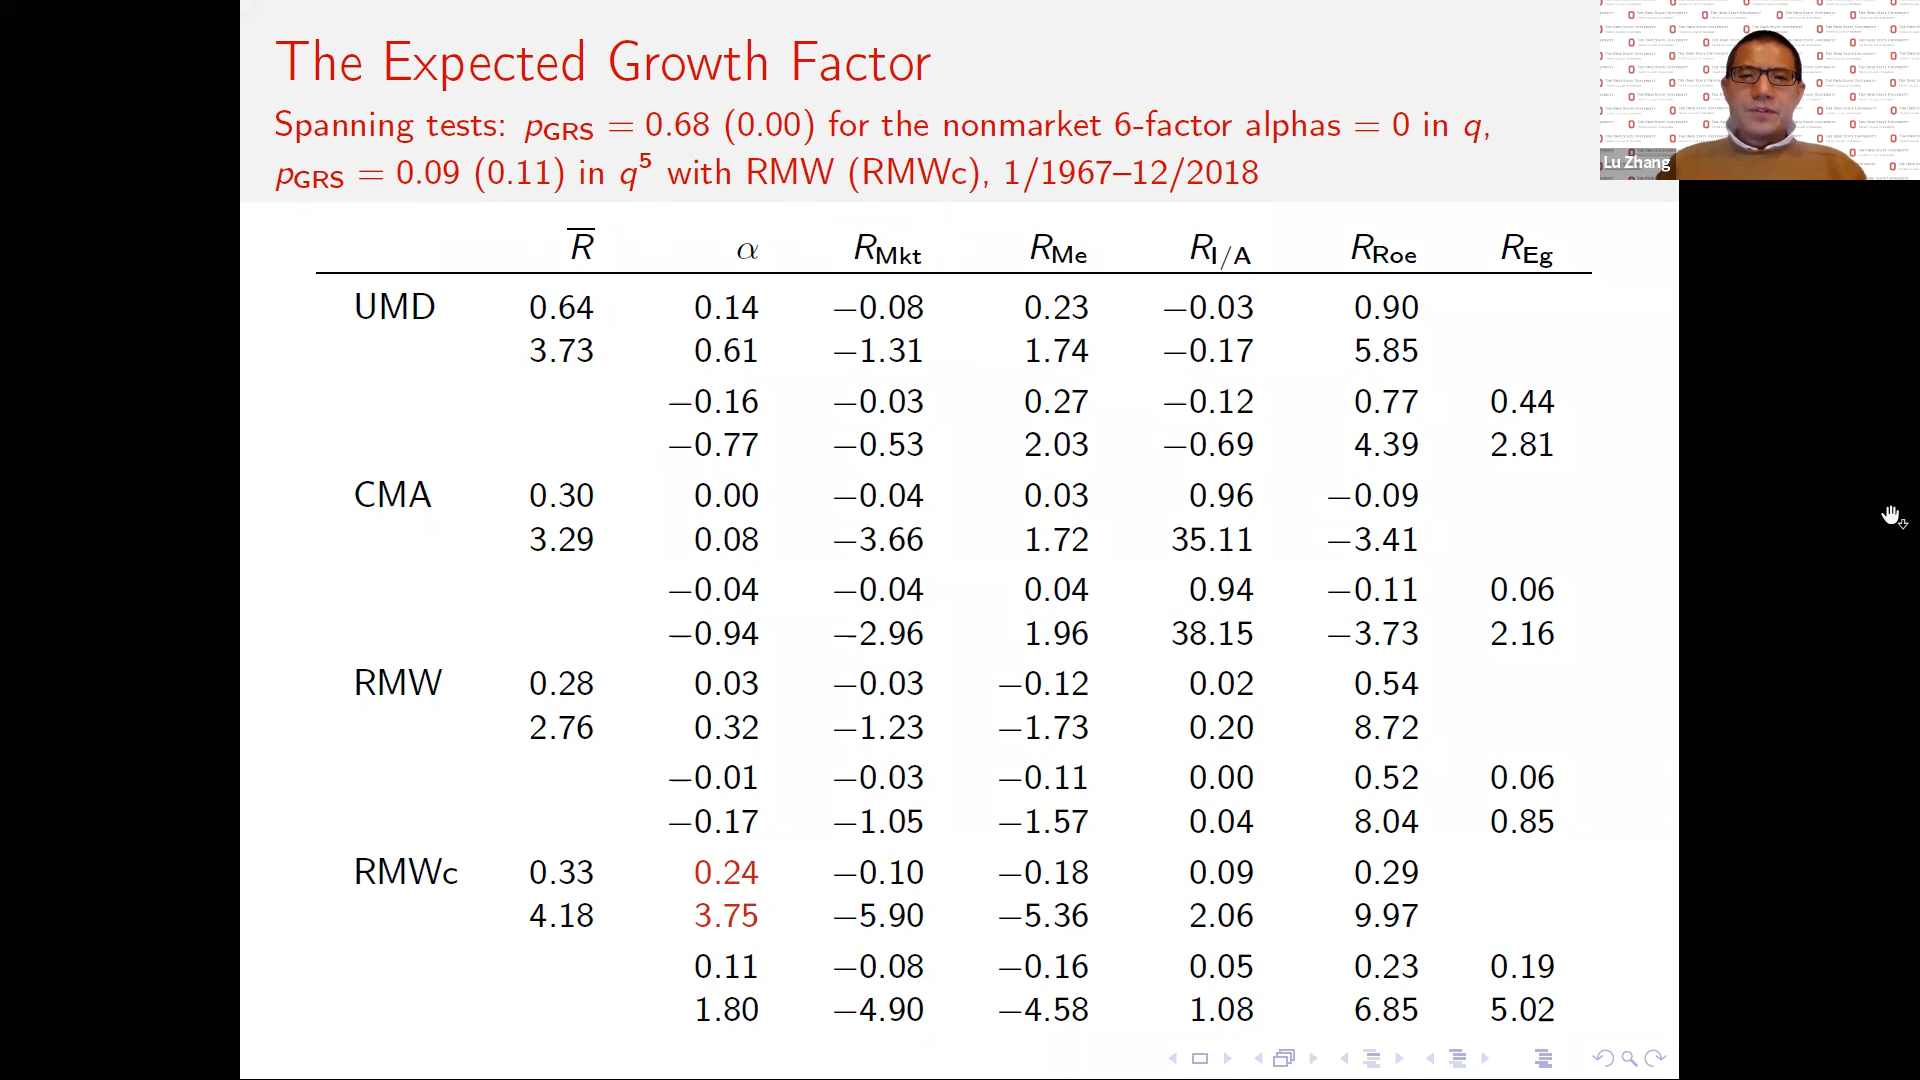 The Expected Growth Factor
Spanning tests: pGRS = 0.68 (0.00) for the nonmarket 6-factor alphas = 0 in q,
pGRS = 0.09 (0.11) in q⁵ with RMW (RMWc), 1/1967–12/2018
Lu Zhang
R̅ α RMkt RMe RI/A RRoe REg
UMD 0.64 0.14 −0.08 0.23 −0.03 0.90
3.73 0.61 −1.31 1.74 −0.17 5.85
−0.16 −0.03 0.27 −0.12 0.77 0.44
−0.77 −0.53 2.03 −0.69 4.39 2.81
CMA 0.30 0.00 −0.04 0.03 0.96 −0.09
3.29 0.08 −3.66 1.72 35.11 −3.41
−0.04 −0.04 0.04 0.94 −0.11 0.06
−0.94 −2.96 1.96 38.15 −3.73 2.16
RMW 0.28 0.03 −0.03 −0.12 0.02 0.54
2.76 0.32 −1.23 −1.73 0.20 8.72
−0.01 −0.03 −0.11 0.00 0.52 0.06
−0.17 −1.05 −1.57 0.04 8.04 0.85
RMWc 0.33 0.24 −0.10 −0.18 0.09 0.29
4.18 3.75 −5.90 −5.36 2.06 9.97
0.11 −0.08 −0.16 0.05 0.23 0.19
1.80 −4.90 −4.58 1.08 6.85 5.02